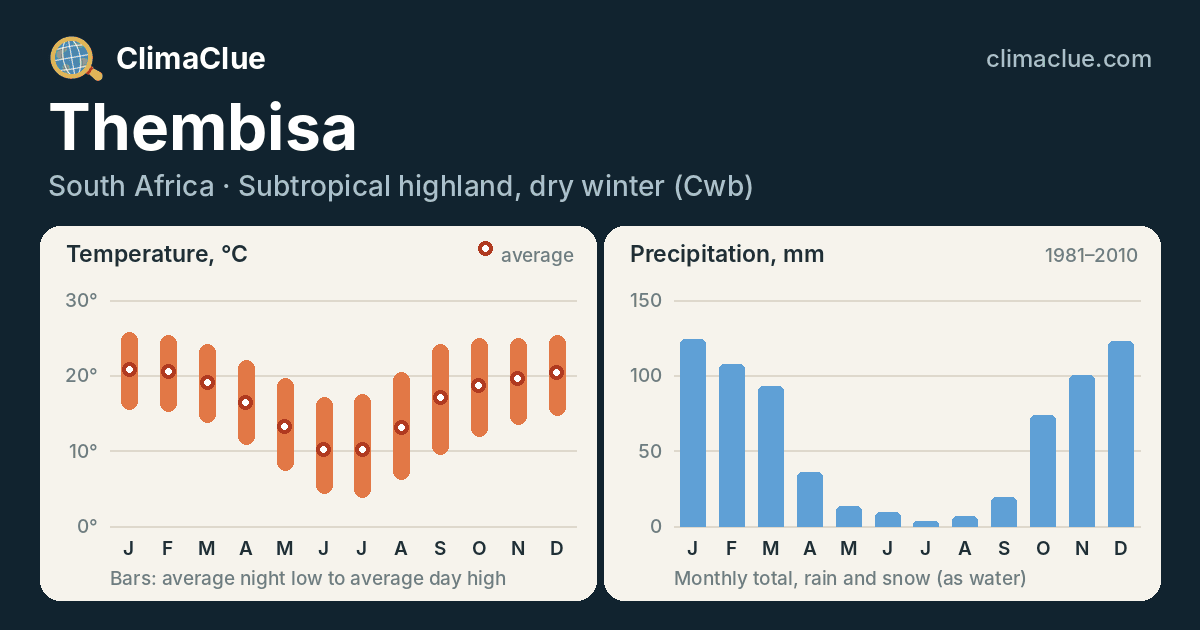 ClimaClue
climaclue.com
Thembisa
South Africa · Subtropical highland, dry winter (Cwb)
Temperature, °C
average
30°
20°
10°
0°
J F M A M J J A S O N D
Bars: average night low to average day high
Precipitation, mm
1981–2010
150
100
50
0
J F M A M J J A S O N D
Monthly total, rain and snow (as water)